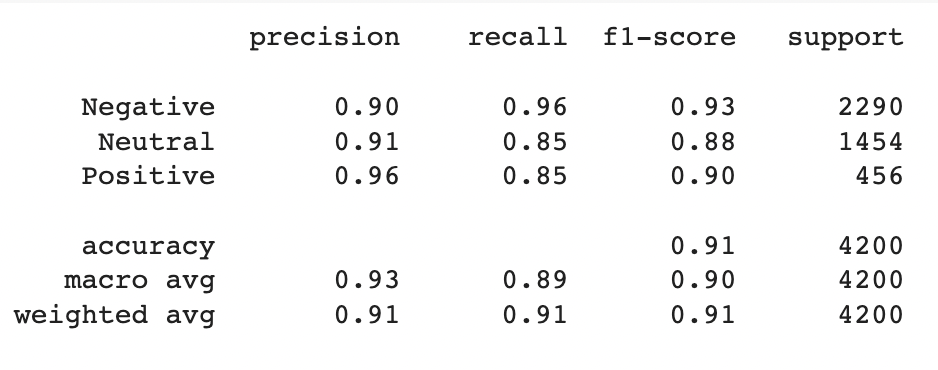 precision recall f1-score support
Negative 0.90 0.96 0.93 2290
Neutral 0.91 0.85 0.88 1454
Positive 0.96 0.85 0.90 456
accuracy 0.91 4200
macro avg 0.93 0.89 0.90 4200
weighted avg 0.91 0.91 0.91 4200